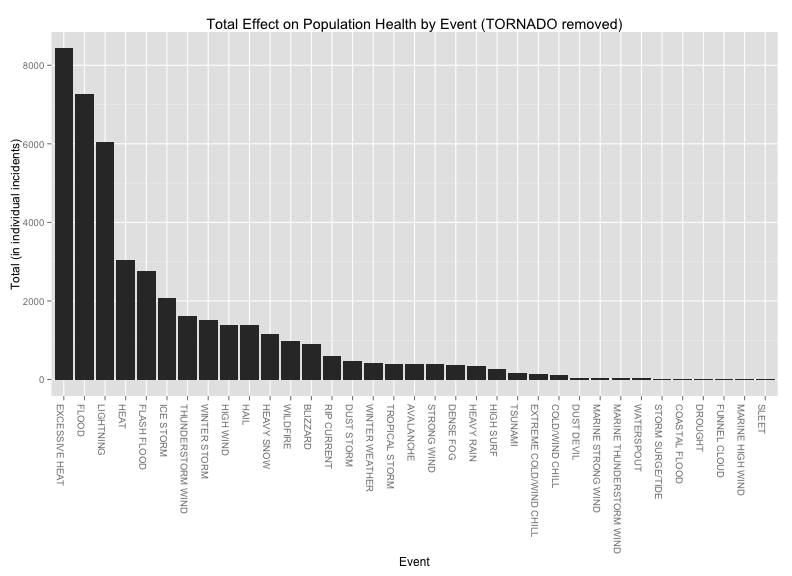 Total Effect on Population Health by Event (TORNADO removed)
Total (in individual incidents)
8000
6000
4000
2000
0
EXCESSIVE HEAT
FLOOD
LIGHTNING
HEAT
FLASH FLOOD
ICE STORM
THUNDERSTORM WIND
WINTER STORM
HIGH WIND
HAIL
HEAVY SNOW
WILDFIRE
BLIZZARD
RIP CURRENT
DUST STORM
WINTER WEATHER
TROPICAL STORM
AVALANCHE
STRONG WIND
DENSE FOG
HEAVY RAIN
HIGH SURF
TSUNAMI
EXTREME COLD/WIND CHILL
COLD/WIND CHILL
DUST DEVIL
MARINE STRONG WIND
MARINE THUNDERSTORM WIND
WATERSPOUT
STORM SURGE/TIDE
COASTAL FLOOD
DROUGHT
FUNNEL CLOUD
MARINE HIGH WIND
SLEET
Event